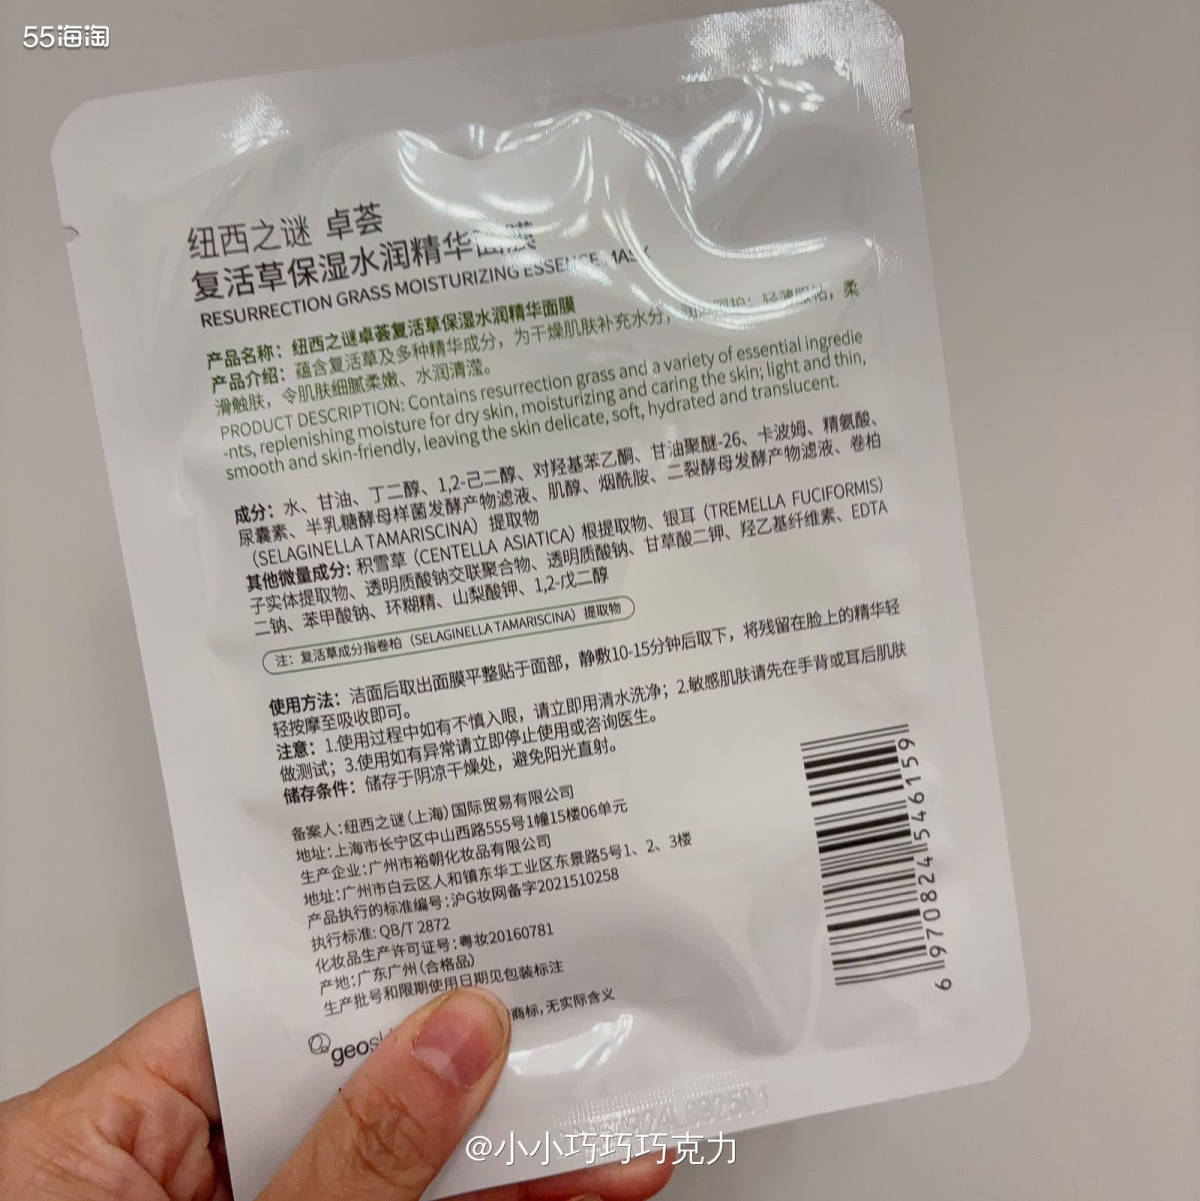 55海淘
纽西之谜 卓荟
复活草保湿水润精华面膜
RESURRECTION GRASS MOISTURIZING ESSENCE MASK
产品名称：纽西之谜卓荟复活草保湿水润精华面膜
产品介绍：蕴含复活草及多种精华成分，为干燥肌肤补充水分，润泽呵护；轻薄服帖，柔
滑触肤，令肌肤细腻柔嫩、水润清滢。
PRODUCT DESCRIPTION: Contains resurrection grass and a variety of essential ingredie
-nts, replenishing moisture for dry skin, moisturizing and caring the skin; light and thin,
smooth and skin-friendly, leaving the skin delicate, soft, hydrated and translucent.
成分：水、甘油、丁二醇、1,2-己二醇、对羟基苯乙酮、甘油聚醚-26、卡波姆、精氨酸、
尿囊素、半乳糖酵母样菌发酵产物滤液、肌醇、烟酰胺、二裂酵母发酵产物滤液、卷柏
（SELAGINELLA TAMARISCINA）提取物
其他微量成分：积雪草（CENTELLA ASIATICA）根提取物、银耳（TREMELLA FUCIFORMIS）
子实体提取物、透明质酸钠交联聚合物、透明质酸钠、甘草酸二钾、羟乙基纤维素、EDTA
二钠、苯甲酸钠、环糊精、山梨酸钾、1,2-戊二醇
注：复活草成分指卷柏（SELAGINELLA TAMARISCINA）提取物
使用方法：洁面后取出面膜平整贴于面部，静敷10-15分钟后取下，将残留在脸上的精华轻
轻按摩至吸收即可。
注意：1.使用过程中如有不慎入眼，请立即用清水洗净；2.敏感肌肤请先在手背或耳后肌肤
做测试；3.使用如有异常请立即停止使用或咨询医生。
储存条件：储存于阴凉干燥处，避免阳光直射。
备案人：纽西之谜（上海）国际贸易有限公司
地址：上海市长宁区中山西路555号1幢15楼06单元
生产企业：广州市裕朝化妆品有限公司
地址：广州市白云区人和镇东华工业区东景路5号1、2、3楼
产品执行的标准编号：沪G妆网备字2021510258
执行标准：QB/T 2872
化妆品生产许可证号：粤妆20160781
产地：广东广州（合格品）
生产批号和限期使用日期见包装标注
商标，无实际含义
6970824546159
@小小巧巧巧克力